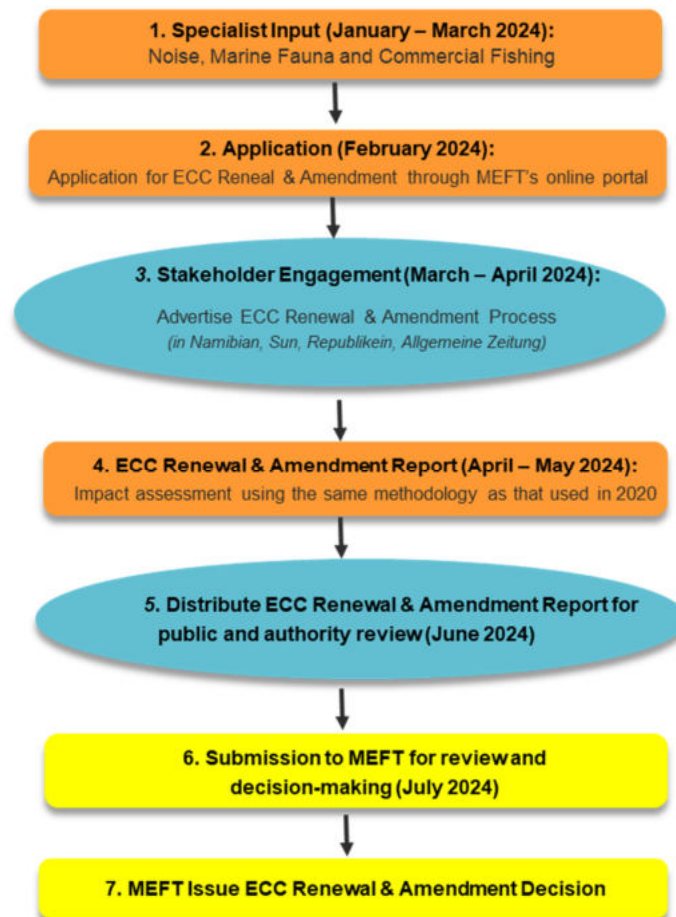 1. Specialist Input (January – March 2024):
Noise, Marine Fauna and Commercial Fishing
2. Application (February 2024):
Application for ECC Reneal & Amendment through MEFT's online portal
3. Stakeholder Engagement (March – April 2024):
Advertise ECC Renewal & Amendment Process
(in Namibian, Sun, Republikein, Allgemeine Zeitung)
4. ECC Renewal & Amendment Report (April – May 2024):
Impact assessment using the same methodology as that used in 2020
5. Distribute ECC Renewal & Amendment Report for
public and authority review (June 2024)
6. Submission to MEFT for review and
decision-making (July 2024)
7. MEFT Issue ECC Renewal & Amendment Decision